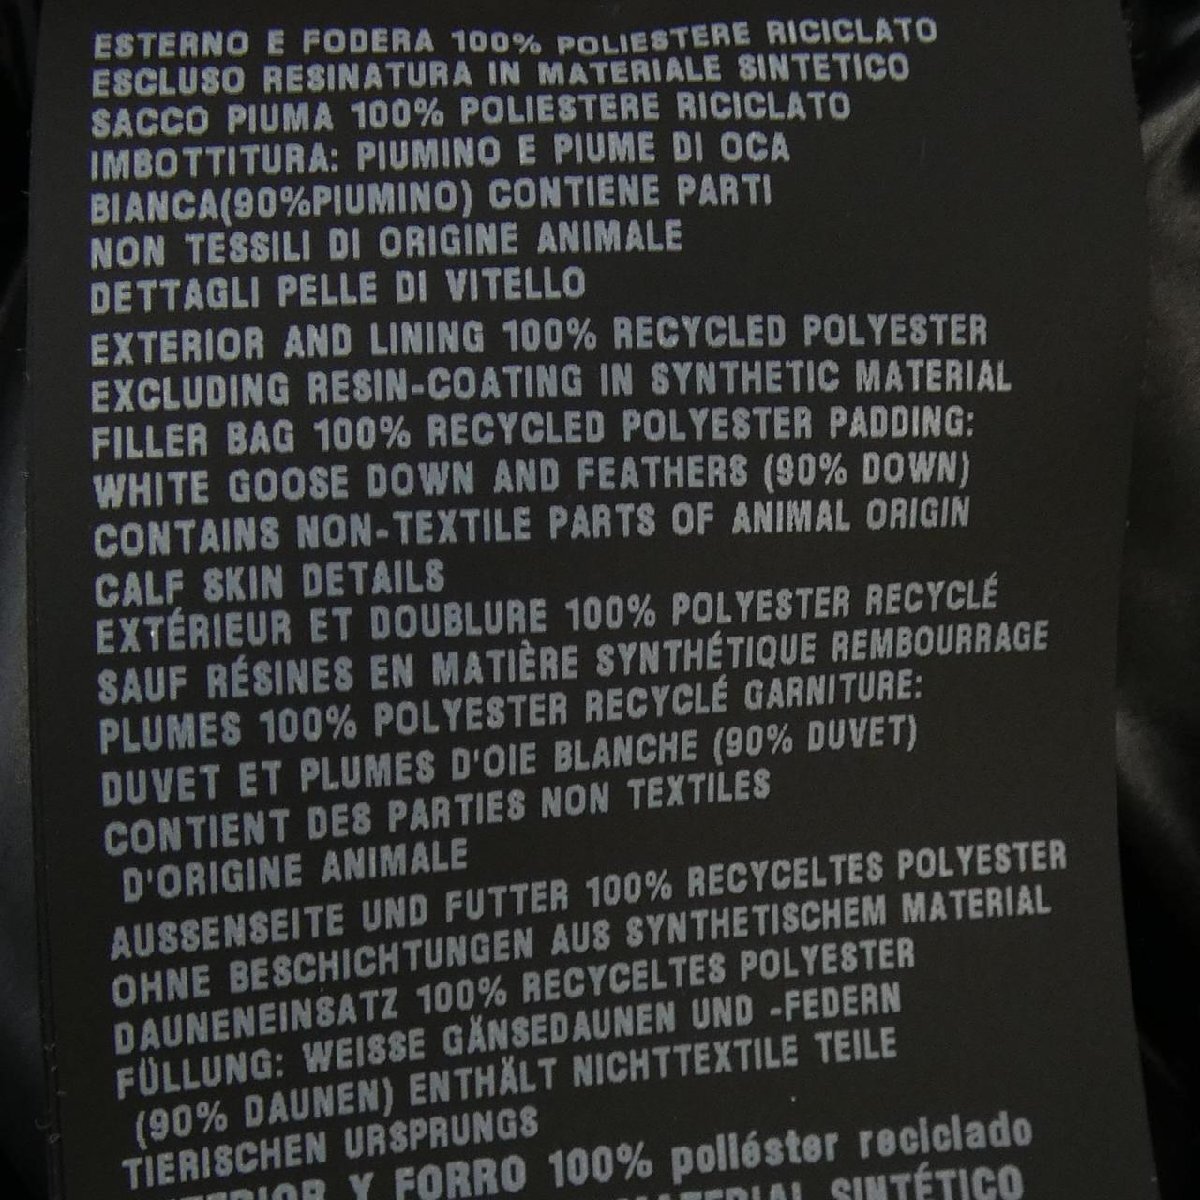 ESTERNO E FODERA 100% POLIESTERE RICICLATO
ESCLUSO RESINATURA IN MATERIALE SINTETICO
SACCO PIUMA 100% POLIESTERE RICICLATO
IMBOTTITURA: PIUMINO E PIUME DI OCA
BIANCA(90%PIUMINO) CONTIENE PARTI
NON TESSILI DI ORIGINE ANIMALE
DETTAGLI PELLE DI VITELLO
EXTERIOR AND LINING 100% RECYCLED POLYESTER
EXCLUDING RESIN-COATING IN SYNTHETIC MATERIAL
FILLER BAG 100% RECYCLED POLYESTER PADDING:
WHITE GOOSE DOWN AND FEATHERS (90% DOWN)
CONTAINS NON-TEXTILE PARTS OF ANIMAL ORIGIN
CALF SKIN DETAILS
EXTÉRIEUR ET DOUBLURE 100% POLYESTER RECYCLÉ
SAUF RÉSINES EN MATIÈRE SYNTHÉTIQUE REMBOURRAGE
PLUMES 100% POLYESTER RECYCLÉ GARNITURE:
DUVET ET PLUMES D'OIE BLANCHE (90% DUVET)
CONTIENT DES PARTIES NON TEXTILES
D'ORIGINE ANIMALE
AUSSENSEITE UND FUTTER 100% RECYCELTES POLYESTER
OHNE BESCHICHTUNGEN AUS SYNTHETISCHEM MATERIAL
DAUNENEINSATZ 100% RECYCELTES POLYESTER
FÜLLUNG: WEISSE GÄNSEDAUNEN UND -FEDERN
(90% DAUNEN) ENTHÄLT NICHTTEXTILE TEILE
TIERISCHEN URSPRUNGS
Y FORRO 100% poliéster reciclado
SINTÉTICO